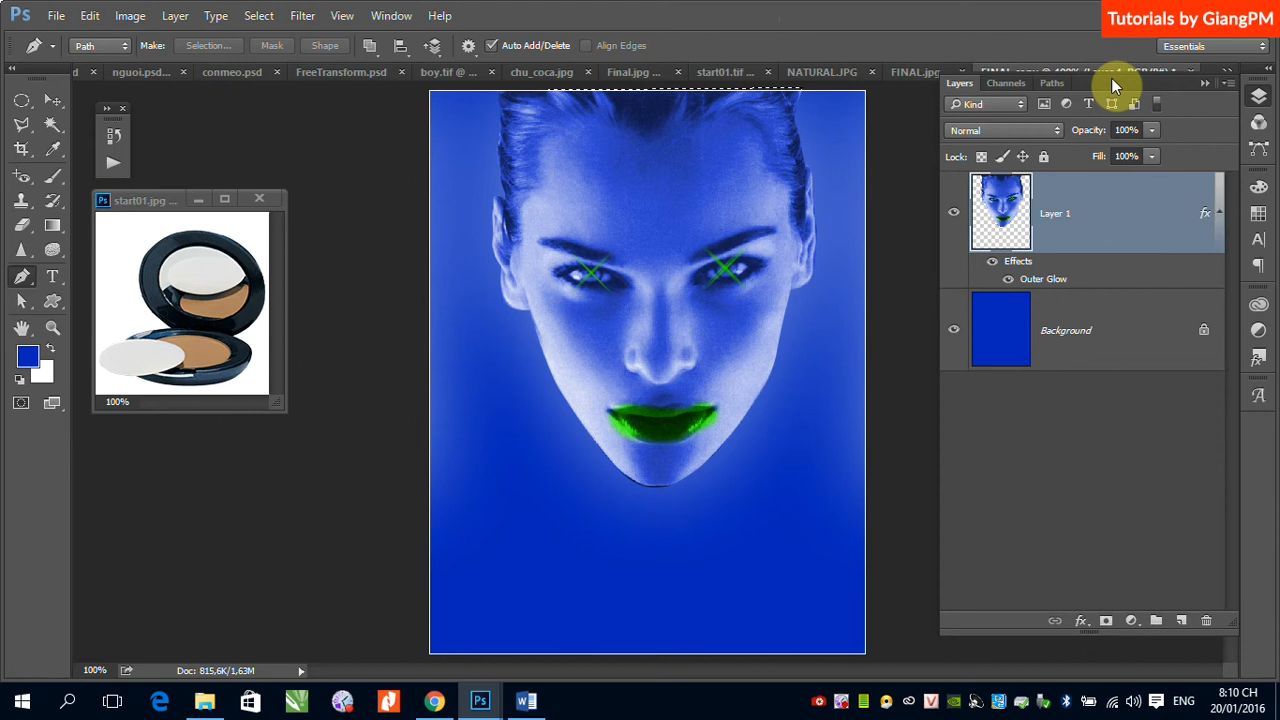 Ps File Edit Image Layer Type Select Filter View Window Help
Tutorials by GiangPM
Path Make: Selection... Mask Shape Auto Add/Delete Align Edges Essentials
d nguoi.psd... conmeo.psd FreeTransform.psd boy.tif @ ... chu_coca.jpg Final.jpg ... start01.tif ... NATURAL.JPG FINAL.jpg
Layers Channels Paths
Kind
Normal Opacity: 100%
Lock: Fill: 100%
Layer 1 fx
Effects
Outer Glow
Background
Ps start01.jpg ...
100%
100% Doc: 815,6K/1,63M
8:10 CH
ENG
20/01/2016